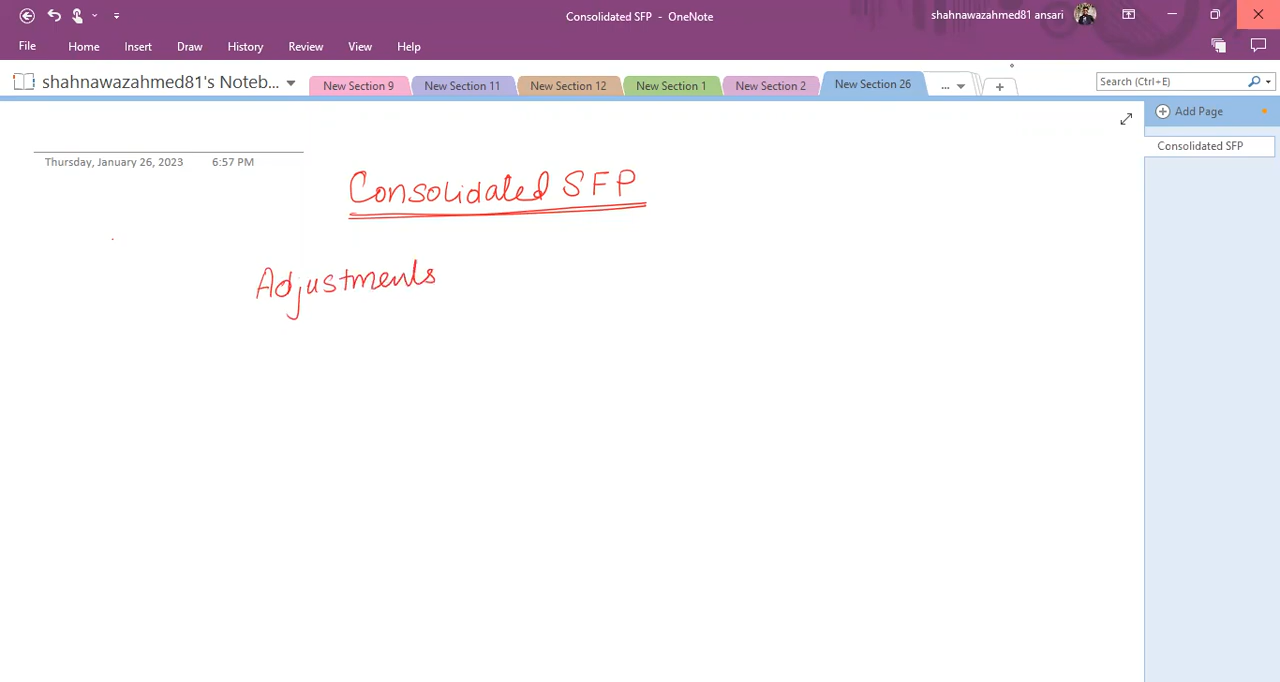 Consolidated SFP - OneNote
shahnawazahmed81 ansari
File Home Insert Draw History Review View Help
shahnawazahmed81's Noteb...
New Section 9 New Section 11 New Section 12 New Section 1 New Section 2 New Section 26 ...
Search (Ctrl+E)
Add Page
Consolidated SFP
Thursday, January 26, 2023 6:57 PM
Consolidated SFP
Adjustments